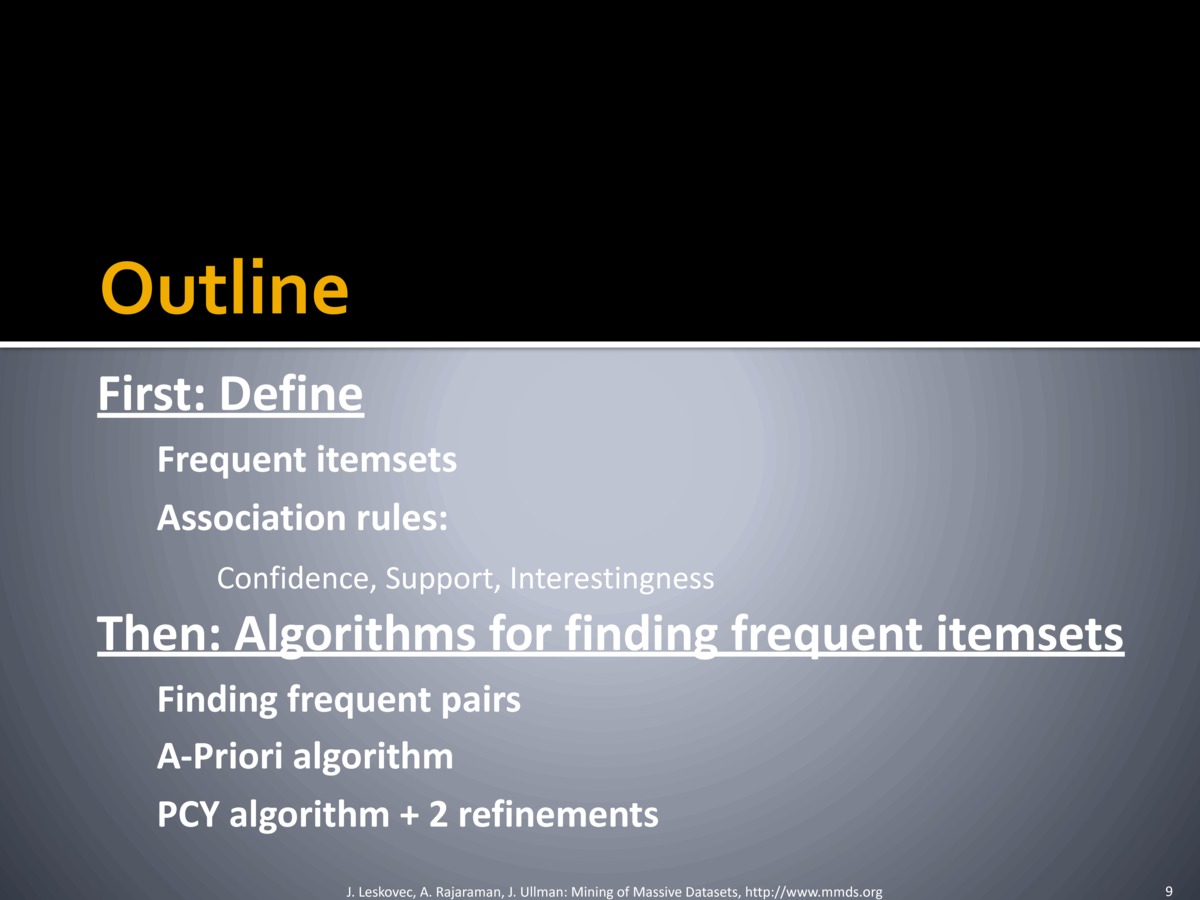 Outline
First: Define
Frequent itemsets
Association rules:
Confidence, Support, Interestingness
Then: Algorithms for finding frequent itemsets
Finding frequent pairs
A-Priori algorithm
PCY algorithm + 2 refinements
J. Leskovec, A. Rajaraman, J. Ullman: Mining of Massive Datasets, http://www.mmds.org
9